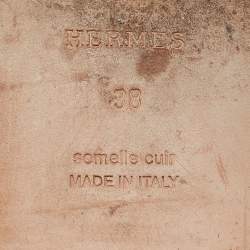 HERMES
38
semelle cuir
MADE IN ITALY